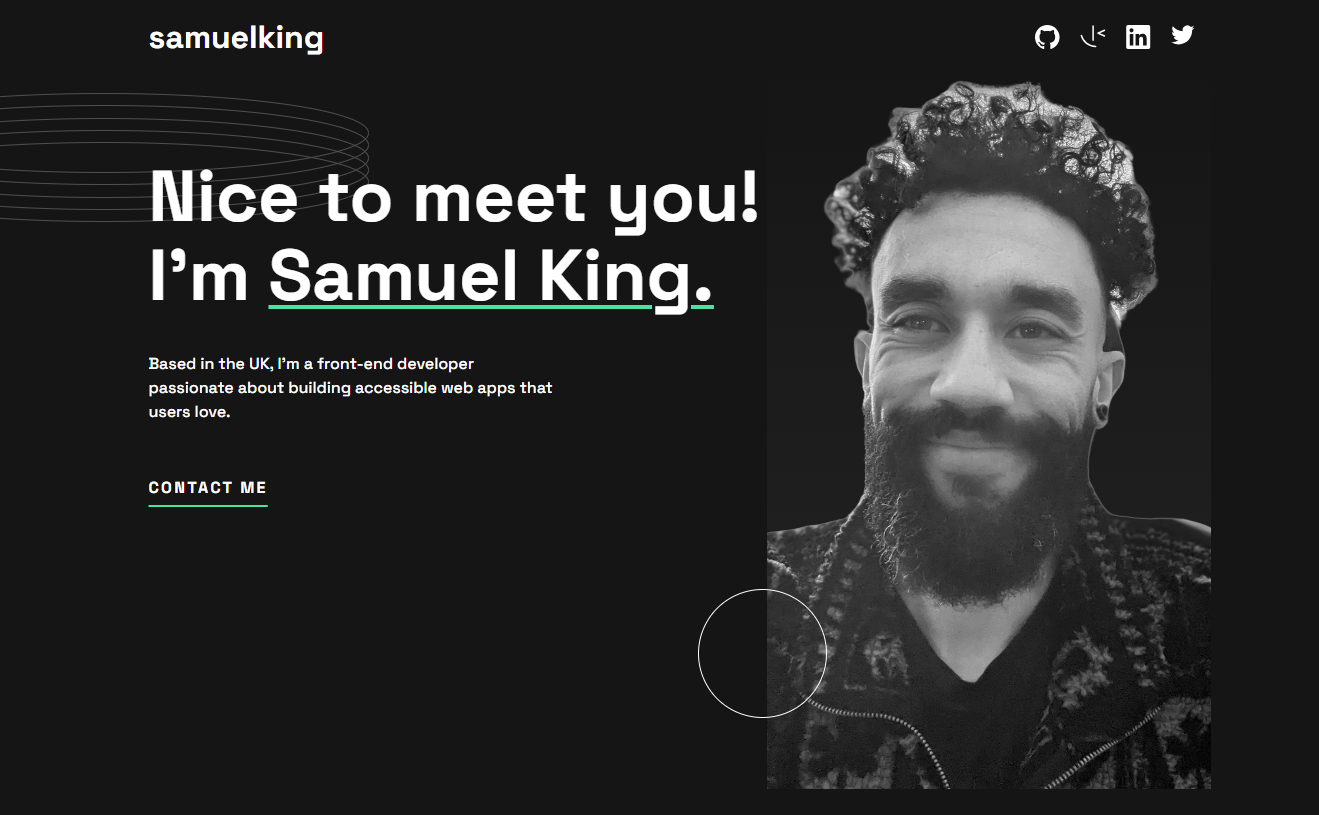 samuelking
Nice to meet you!
I’m Samuel King.
Based in the UK, I’m a front-end developer
passionate about building accessible web apps that
users love.
CONTACT ME